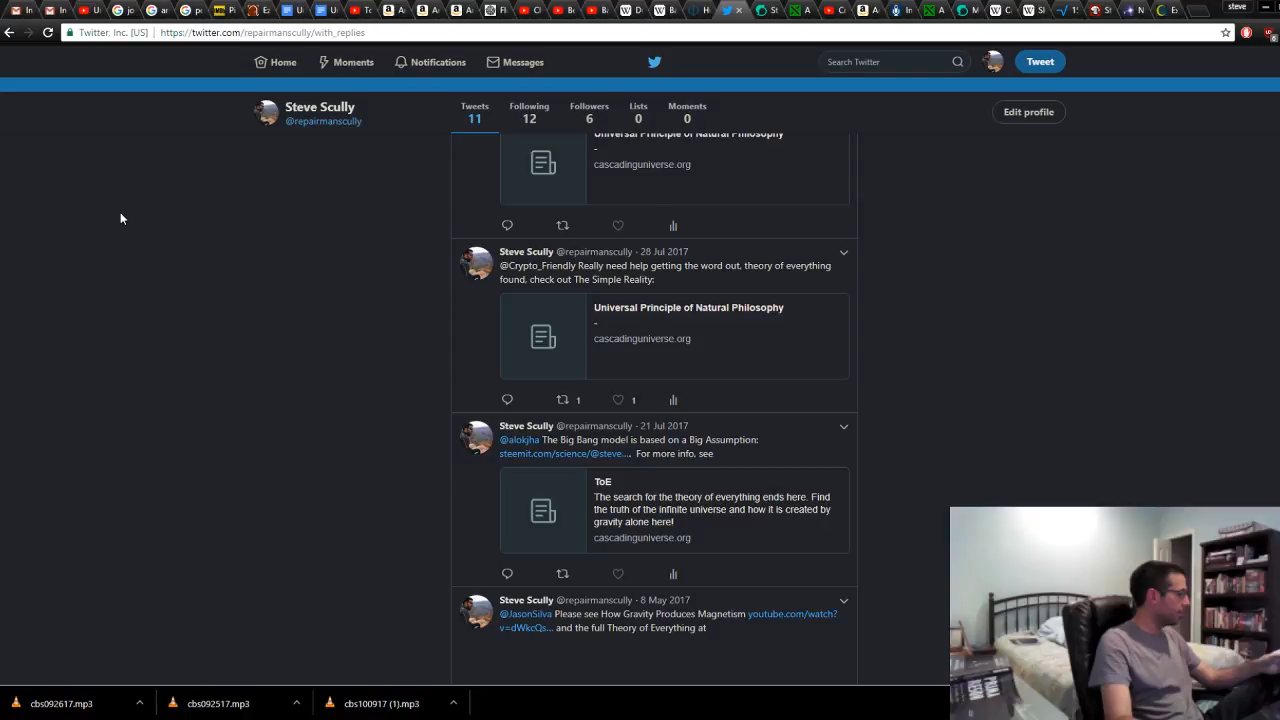 steve
Twitter, Inc. [US] https://twitter.com/repairmanscully/with_replies
Home Moments Notifications Messages Search Twitter Tweet
Steve Scully
@repairmanscully
Tweets Following Followers Lists Moments
11 12 6 0 0
Edit profile
Universal Principle of Natural Philosophy
-
cascadinguniverse.org
Steve Scully @repairmanscully · 28 Jul 2017
@Crypto_Friendly Really need help getting the word out, theory of everything
found, check out The Simple Reality:
Universal Principle of Natural Philosophy
-
cascadinguniverse.org
1 1
Steve Scully @repairmanscully · 21 Jul 2017
@alokjha The Big Bang model is based on a Big Assumption:
steemit.com/science/@steve.... For more info, see
ToE
The search for the theory of everything ends here. Find
the truth of the infinite universe and how it is created by
gravity alone here!
cascadinguniverse.org
Steve Scully @repairmanscully · 8 May 2017
@JasonSilva Please see How Gravity Produces Magnetism youtube.com/watch?
v=dWkcQs... and the full Theory of Everything at
cbs092617.mp3 cbs092517.mp3 cbs100917 (1).mp3